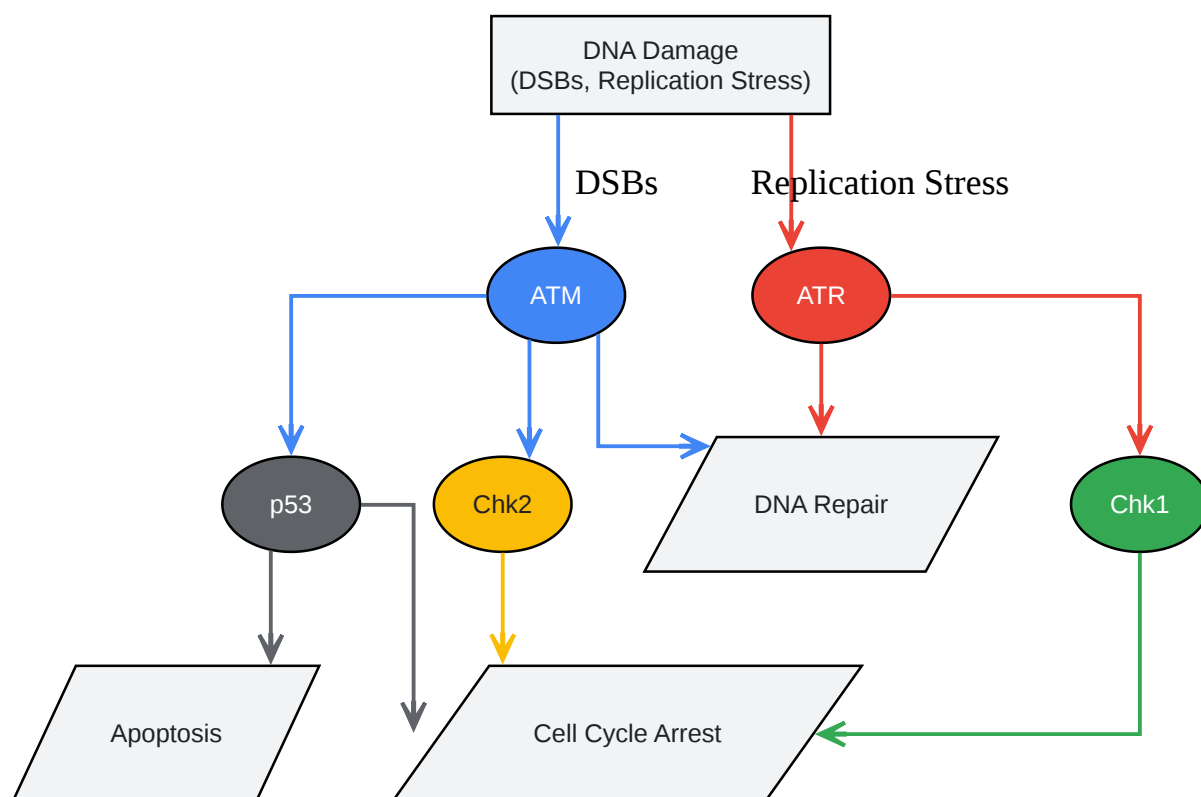 DNA Damage
(DSBs, Replication Stress)
DSBs
Replication Stress
ATM
ATR
p53
Chk2
DNA Repair
Chk1
Apoptosis
Cell Cycle Arrest